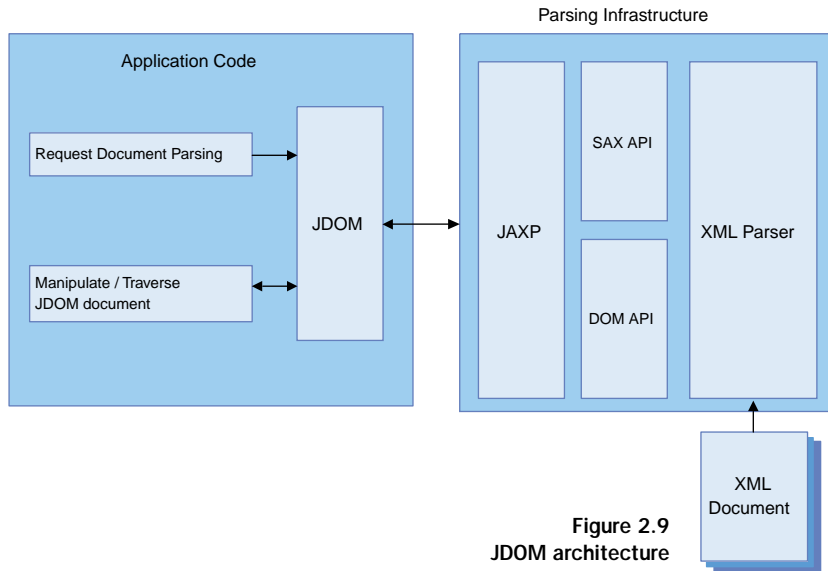 Parsing Infrastructure
Application Code
Request Document Parsing
Manipulate / Traverse
JDOM document
JDOM
JAXP
SAX API
DOM API
XML Parser
XML
Document
Figure 2.9
JDOM architecture